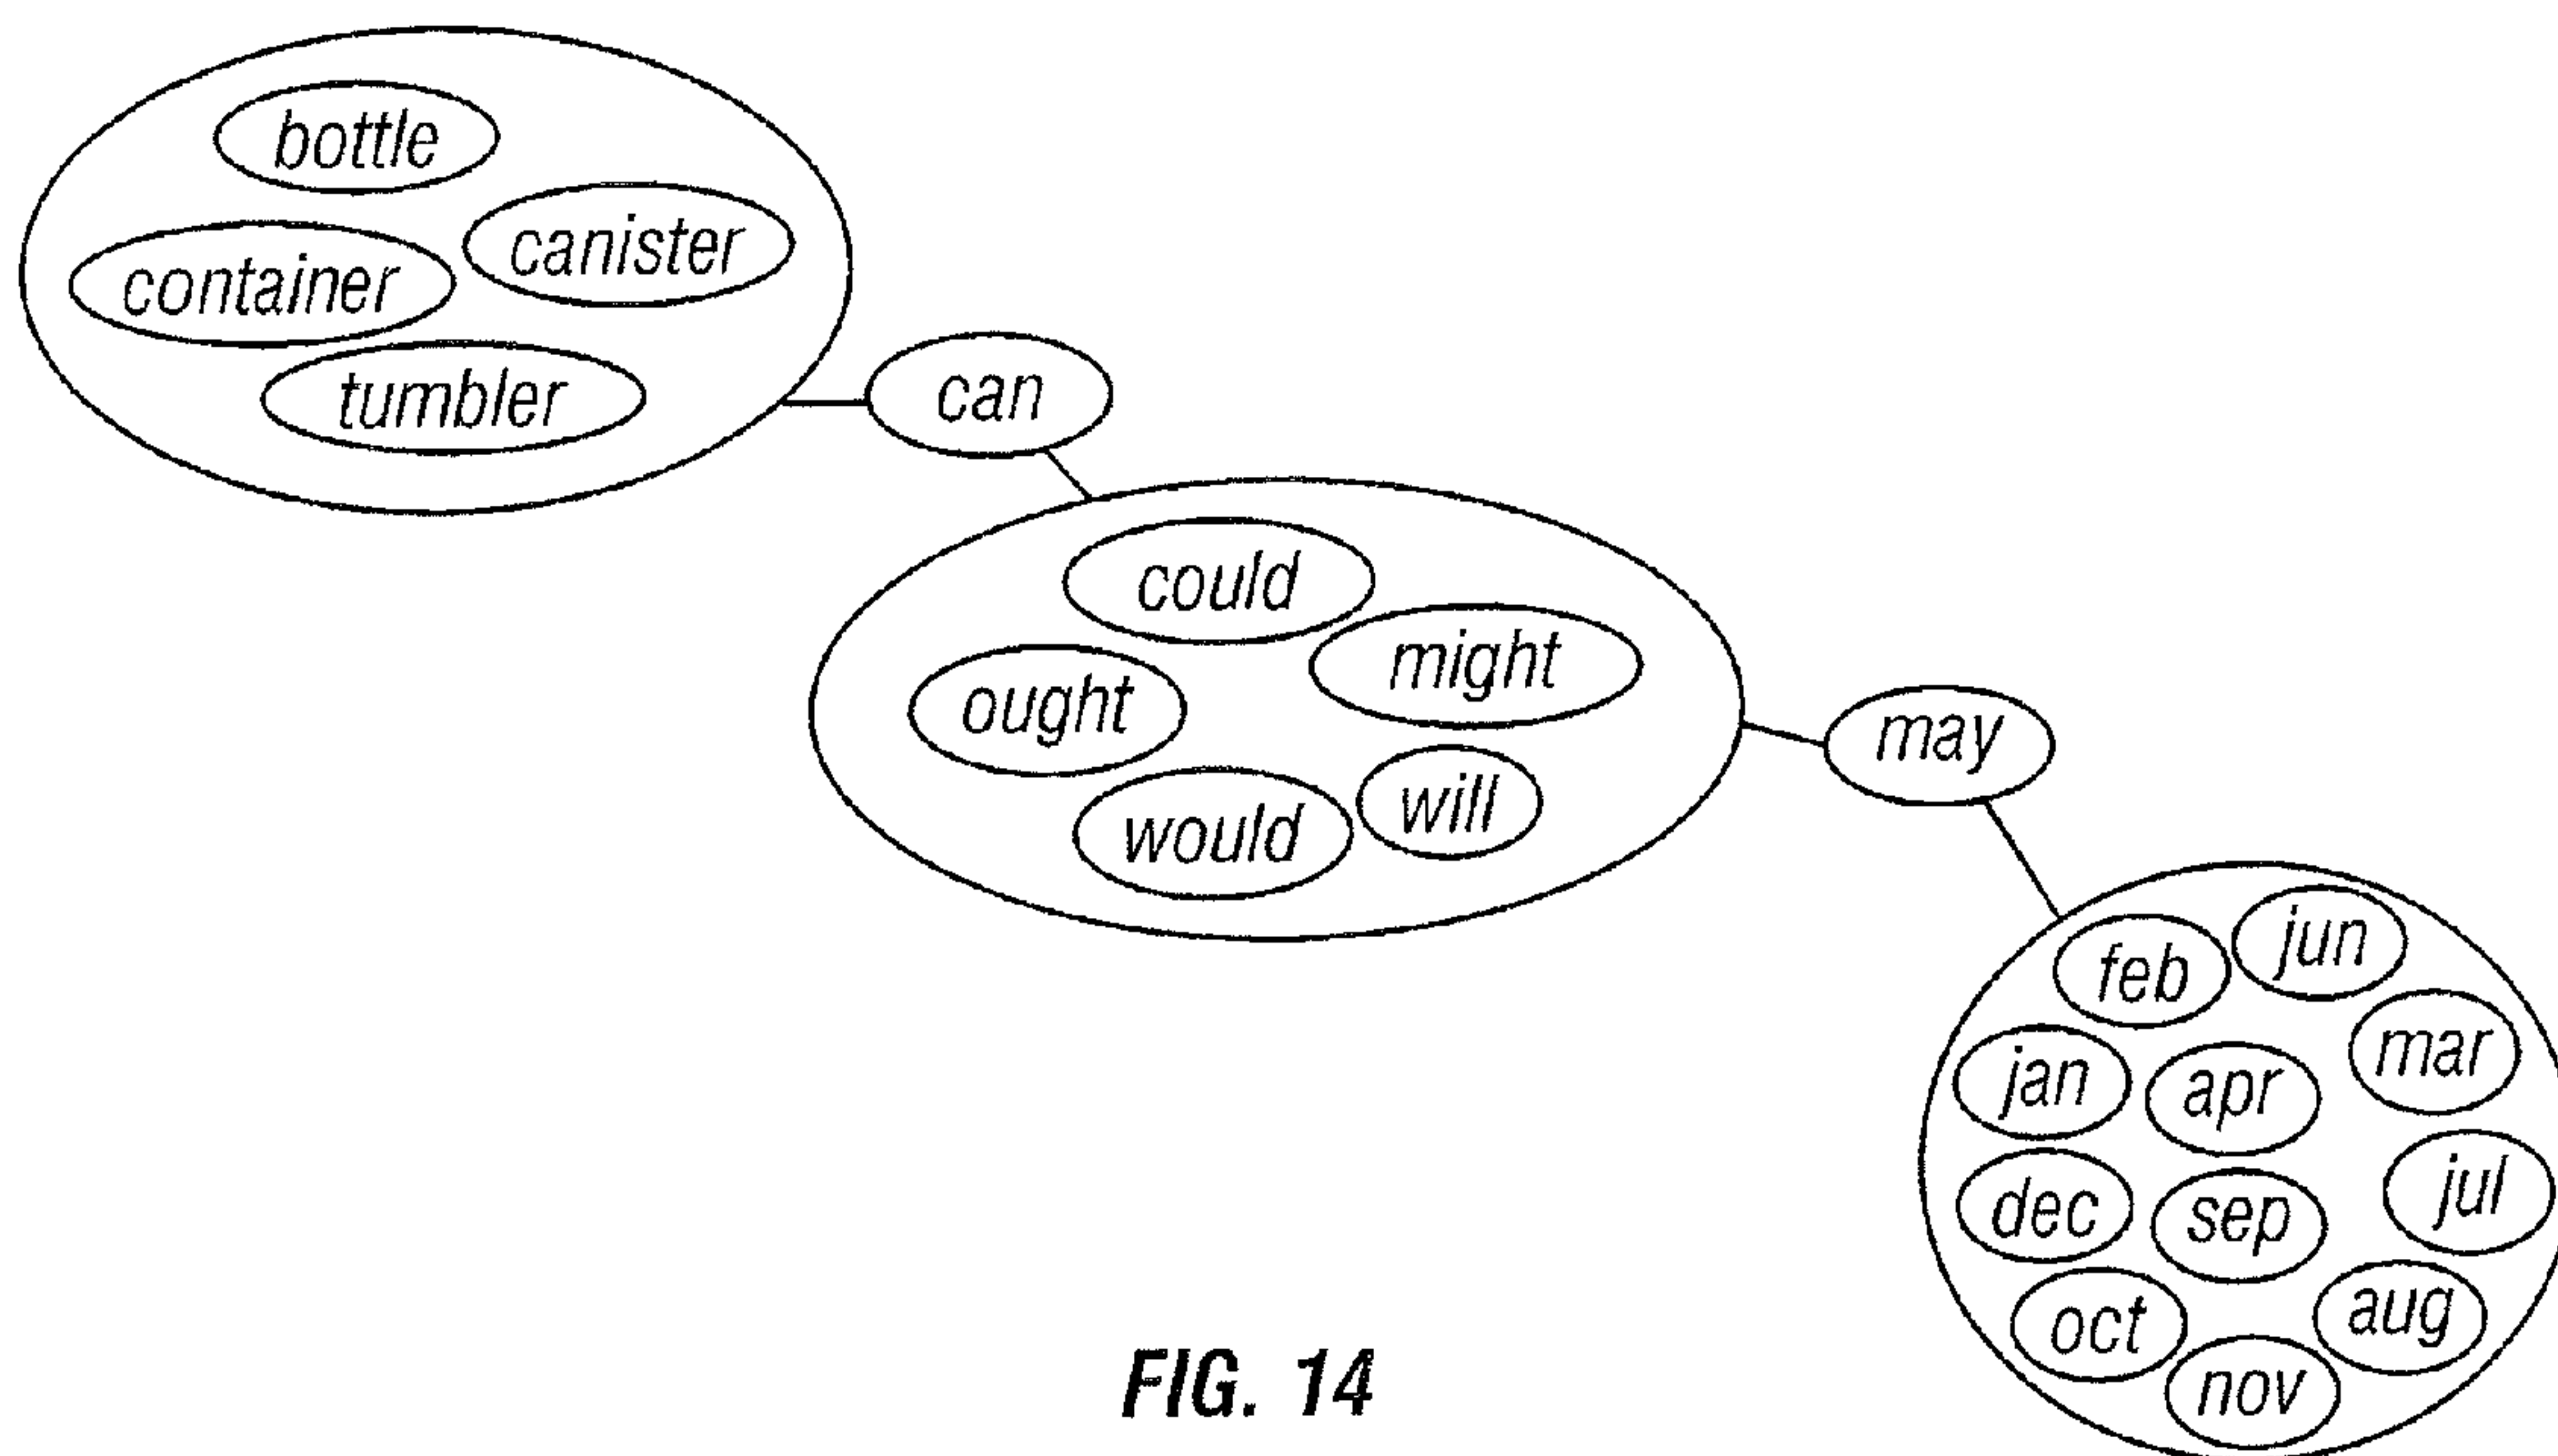 bottle
canister
container
tumbler
can
could
might
ought
will
would
may
feb
jun
mar
jan
apr
jul
dec
sep
oct
aug
nov
FIG. 14